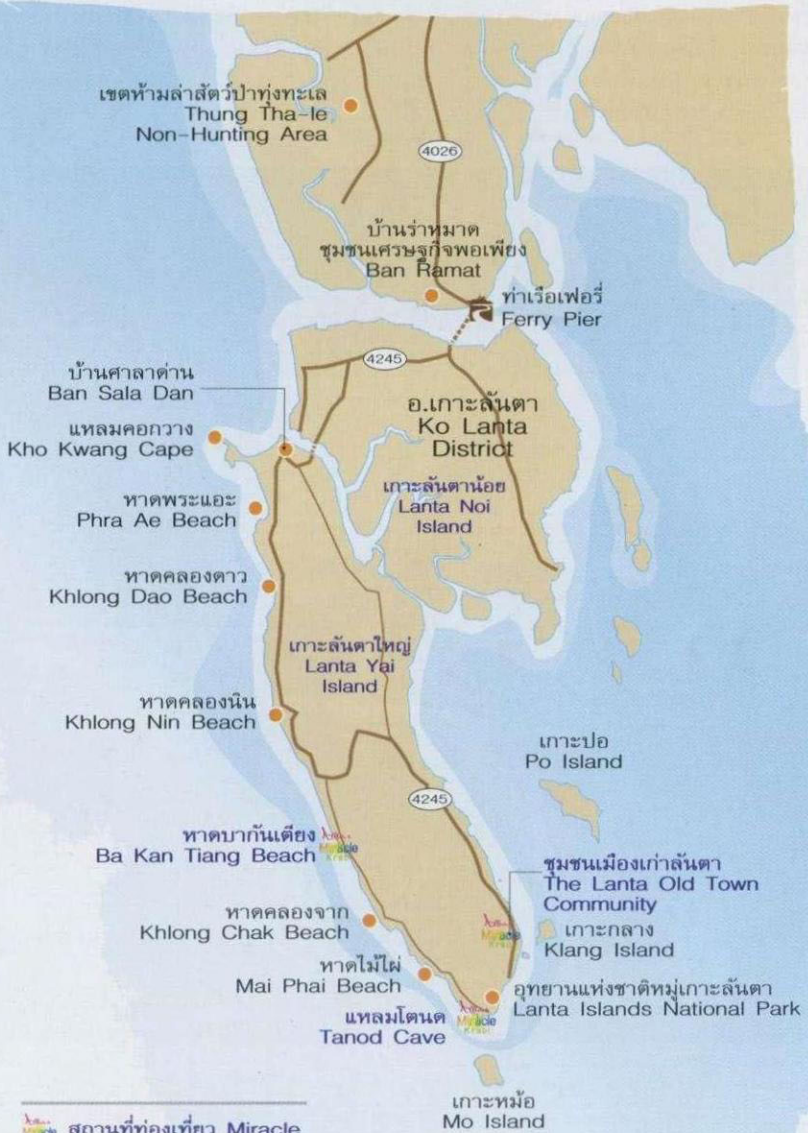 เขตห้ามล่าสัตว์ป่าทุ่งทะเล
Thung Tha-le
Non-Hunting Area
4026
บ้านร่าหมาด
ชุมชนเศรษฐกิจพอเพียง
Ban Ramat
ท่าเรือเฟอรี่
Ferry Pier
4245
บ้านศาลาด่าน
Ban Sala Dan
อ.เกาะลันตา
Ko Lanta
District
แหลมคอกวาง
Kho Kwang Cape
เกาะลันตาน้อย
Lanta Noi
Island
หาดพระแอะ
Phra Ae Beach
หาดคลองดาว
Khlong Dao Beach
เกาะลันตาใหญ่
Lanta Yai
Island
หาดคลองนิน
Khlong Nin Beach
เกาะปอ
Po Island
4245
หาดบากันเตียง
Ba Kan Tiang Beach
Miracle
Krabi
ชุมชนเมืองเก่าลันตา
The Lanta Old Town
Community
หาดคลองจาก
Khlong Chak Beach
Miracle
Krabi
เกาะกลาง
Klang Island
หาดไม้ไผ่
Mai Phai Beach
อุทยานแห่งชาติหมู่เกาะลันตา
Lanta Islands National Park
แหลมโตนด
Tanod Cave
Miracle
Krabi
เกาะหม้อ
Mo Island
Miracle
สถานที่ท่องเที่ยว Miracle